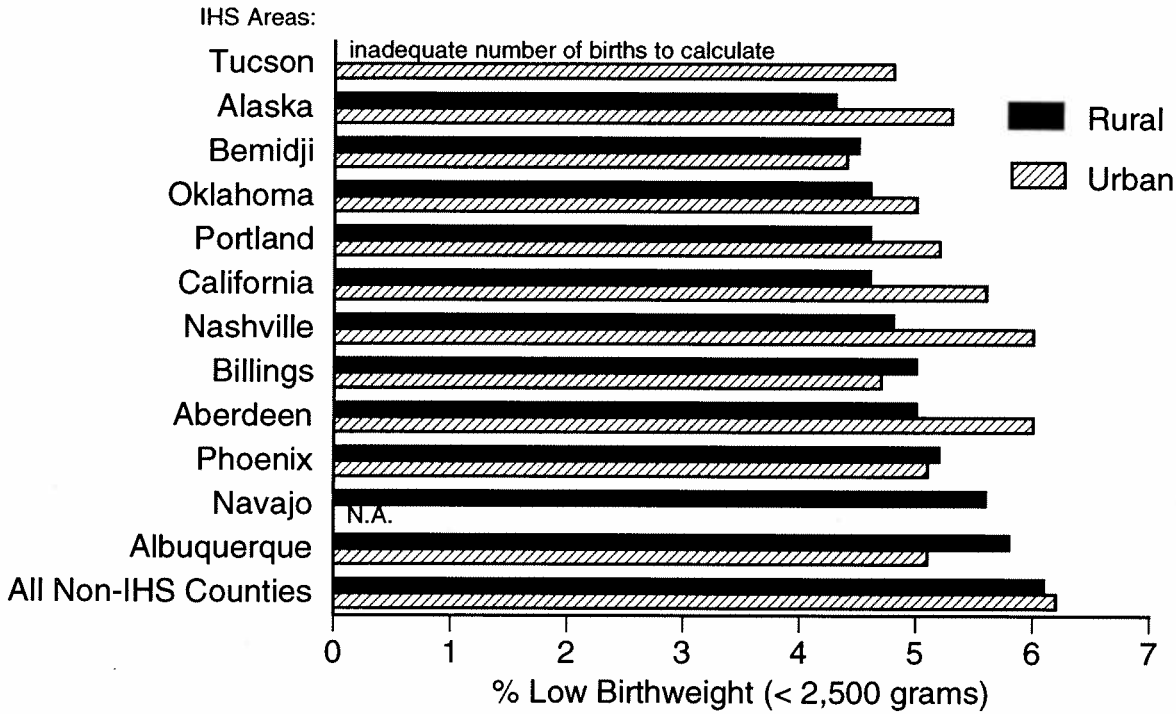 IHS Areas:
Tucson
inadequate number of births to calculate
Alaska
Bemidji
Oklahoma
Portland
California
Nashville
Billings
Aberdeen
Phoenix
Navajo
N.A.
Albuquerque
All Non-IHS Counties
Rural
Urban
0 1 2 3 4 5 6 7
% Low Birthweight (< 2,500 grams)